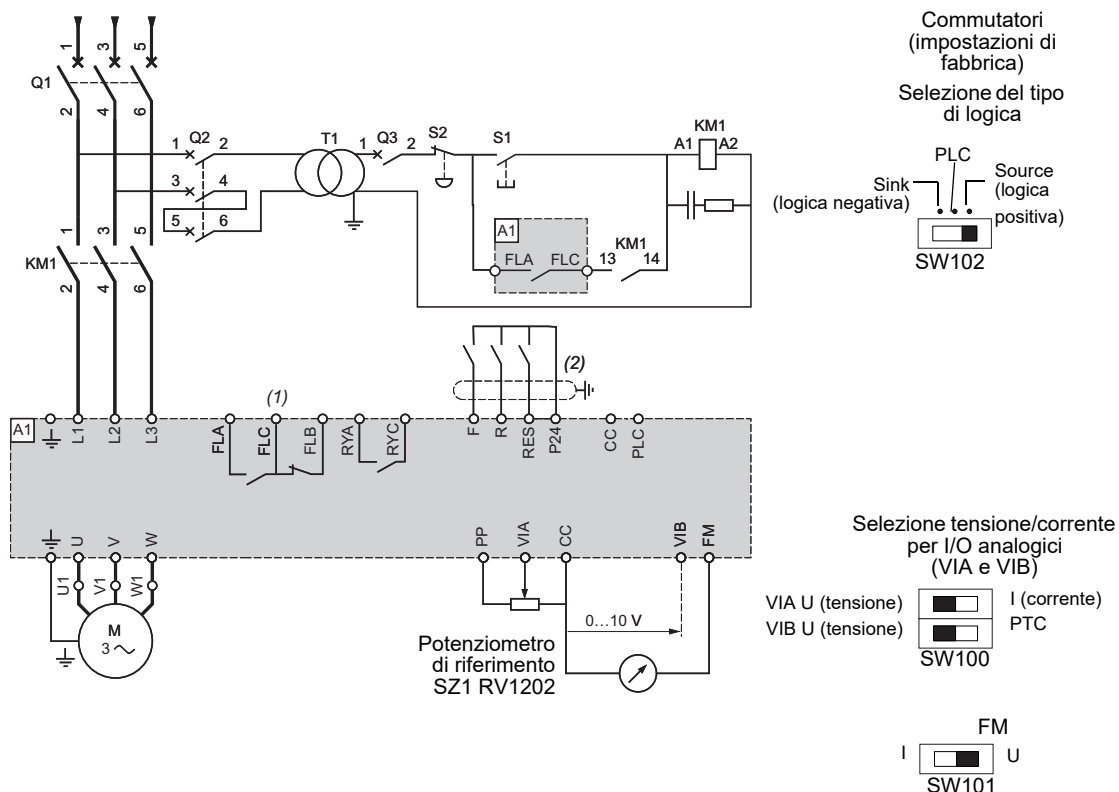 1 3 5
Q1
2 4 6
1 Q2 2
3 4
5 6
T1
1 Q3 2
S2
S1
KM1
A1 A2
A1
FLA FLC
13 KM1 14
1 3 5
KM1
2 4 6
(1)
(2)
A1
L1 L2 L3
FLA FLC FLB RYA RYC
F R RES P24 CC PLC
U V W
PP VIA CC VIB FM
U1 V1 W1
M
3
0...10 V
Potenziometro
di riferimento
SZ1 RV1202
Commutatori
(impostazioni di
fabbrica)
Selezione del tipo
di logica
PLC
Sink
(logica negativa)
Source
(logica
positiva)
SW102
Selezione tensione/corrente
per I/O analogici
(VIA e VIB)
VIA U (tensione) I (corrente)
VIB U (tensione) PTC
SW100
FM
I U
SW101